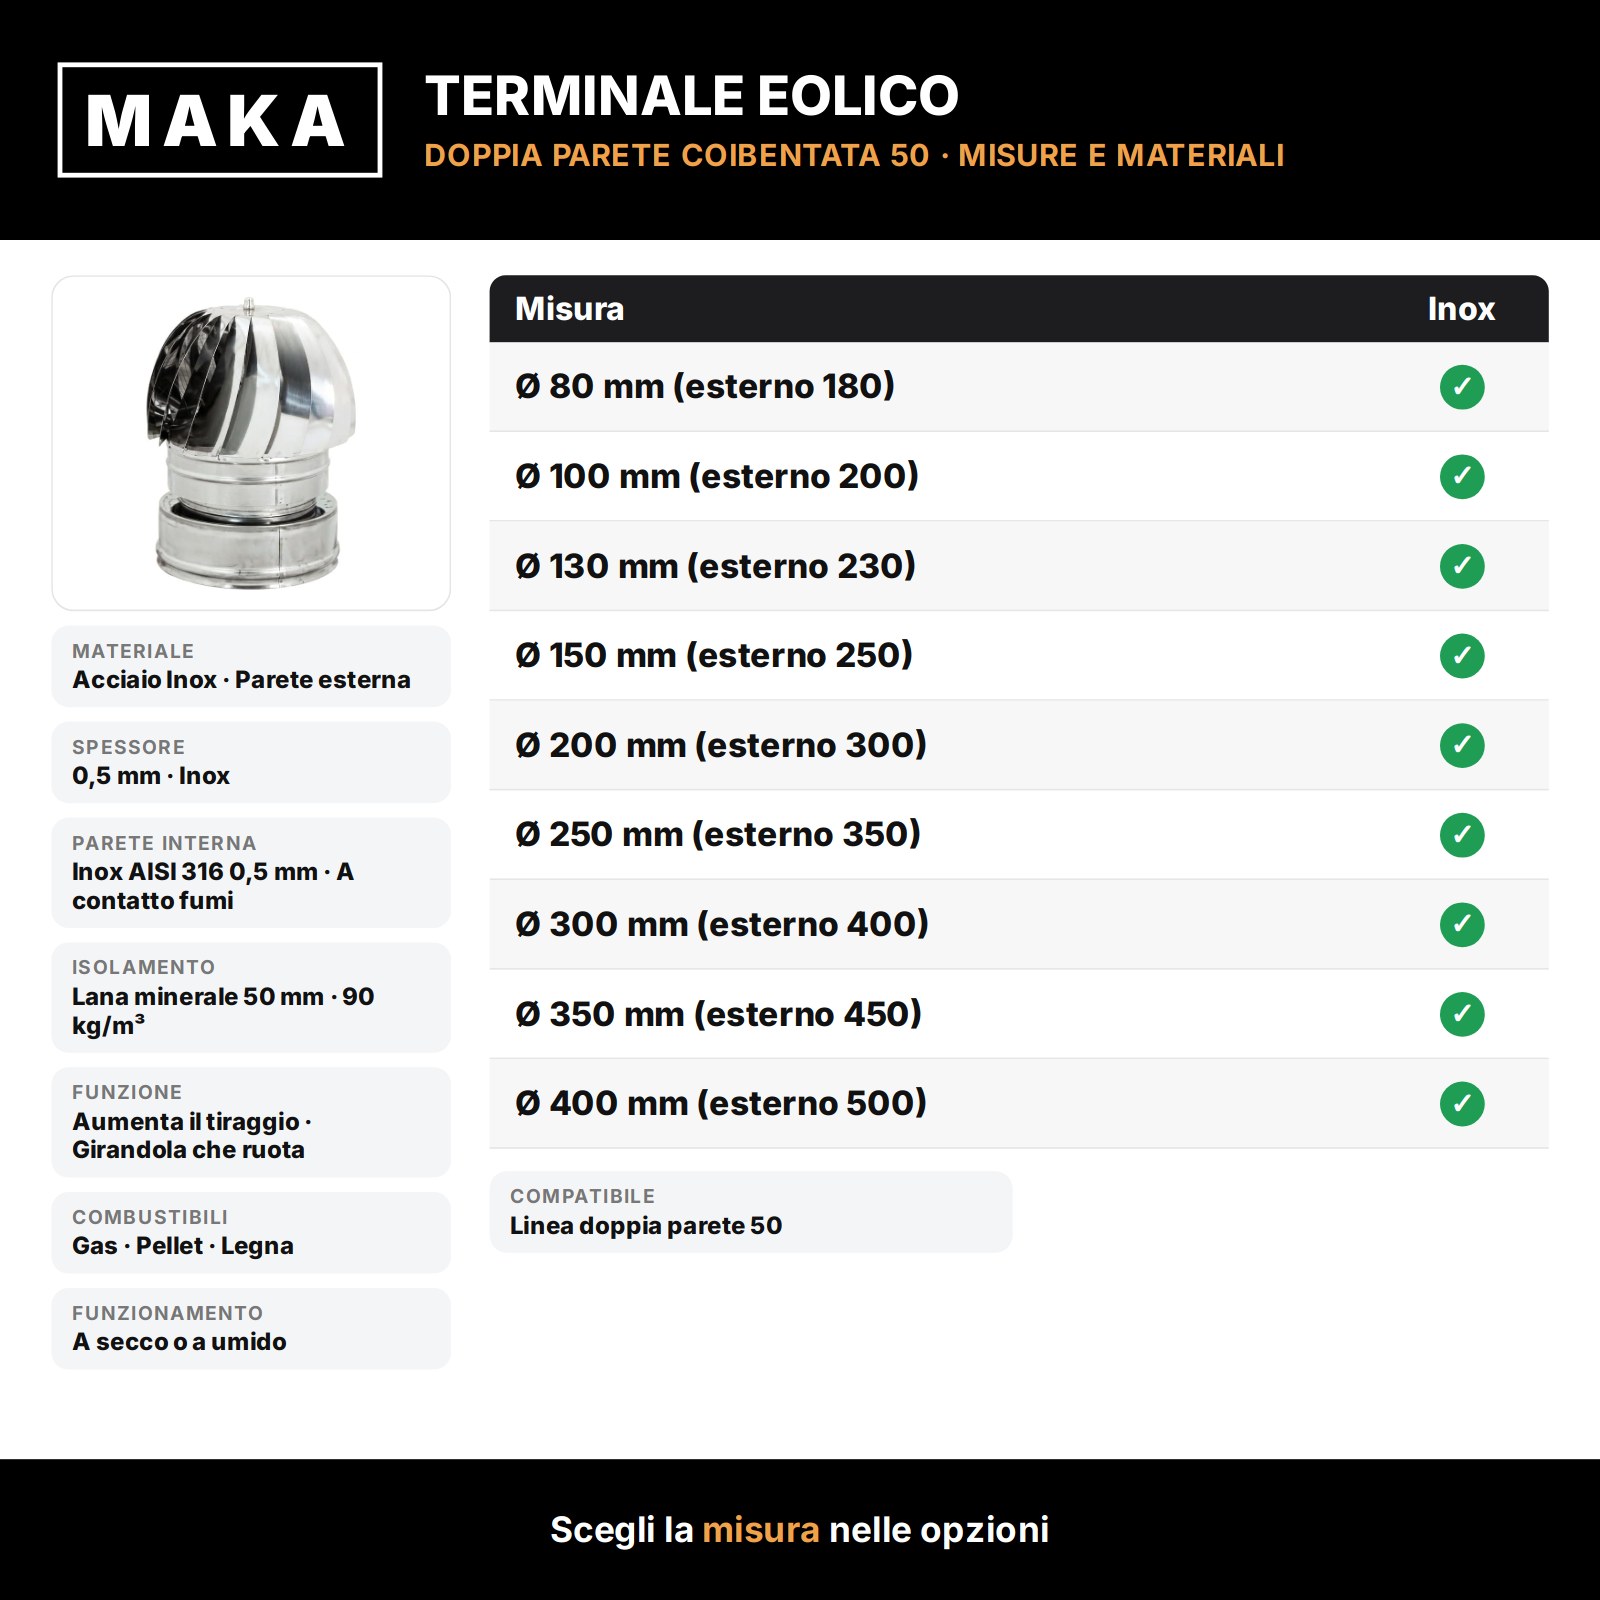 MAKA
TERMINALE EOLICO
DOPPIA PARETE COIBENTATA 50 · MISURE E MATERIALI
MATERIALE
Acciaio Inox · Parete esterna
SPESSORE
0,5 mm · Inox
PARETE INTERNA
Inox AISI 316 0,5 mm · A
contatto fumi
ISOLAMENTO
Lana minerale 50 mm · 90
kg/m³
FUNZIONE
Aumenta il tiraggio ·
Girandola che ruota
COMBUSTIBILI
Gas · Pellet · Legna
FUNZIONAMENTO
A secco o a umido
Misura Inox
Ø 80 mm (esterno 180) ✓
Ø 100 mm (esterno 200) ✓
Ø 130 mm (esterno 230) ✓
Ø 150 mm (esterno 250) ✓
Ø 200 mm (esterno 300) ✓
Ø 250 mm (esterno 350) ✓
Ø 300 mm (esterno 400) ✓
Ø 350 mm (esterno 450) ✓
Ø 400 mm (esterno 500) ✓
COMPATIBILE
Linea doppia parete 50
Scegli la misura nelle opzioni